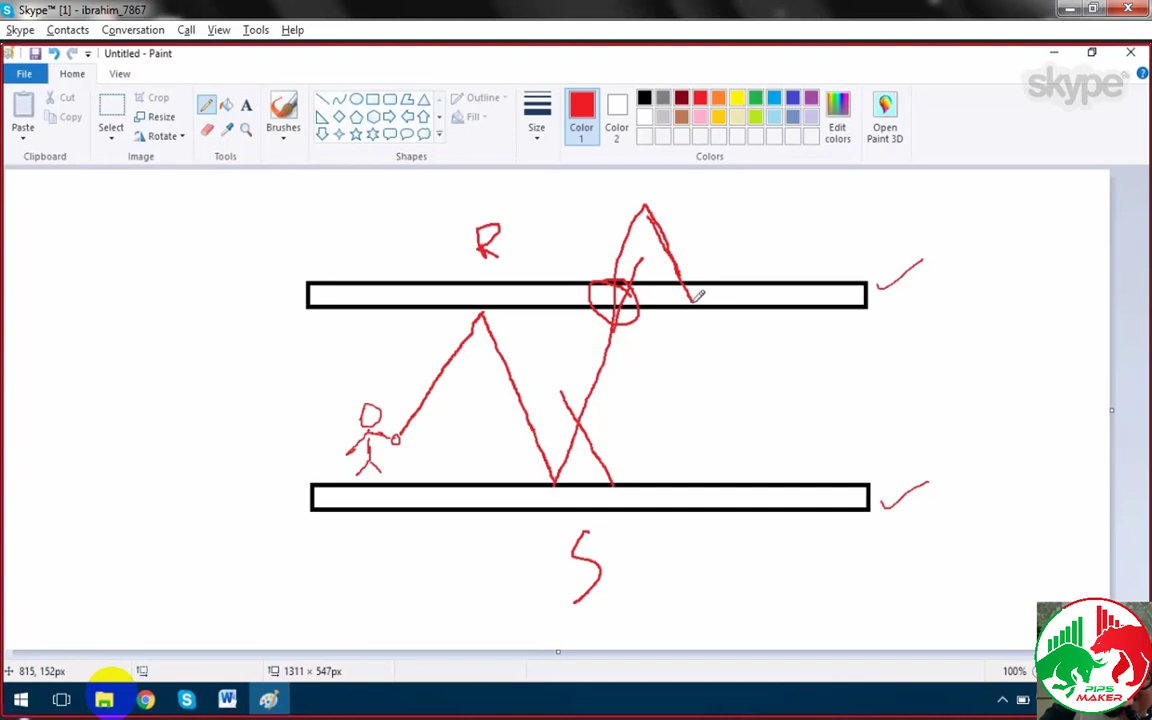 Skype™ [1] - ibrahim_7867
Skype Contacts Conversation Call View Tools Help
Untitled - Paint
skype™
File Home View
Paste
Cut
Copy
Select
Crop
Resize
Rotate
A
Brushes
Outline
Fill
Size
Color 1
Color 2
Edit colors
Open Paint 3D
Clipboard Image Tools Shapes Colors
R
S
815, 152px
1311 × 547px
100%
PIPS
MAKER